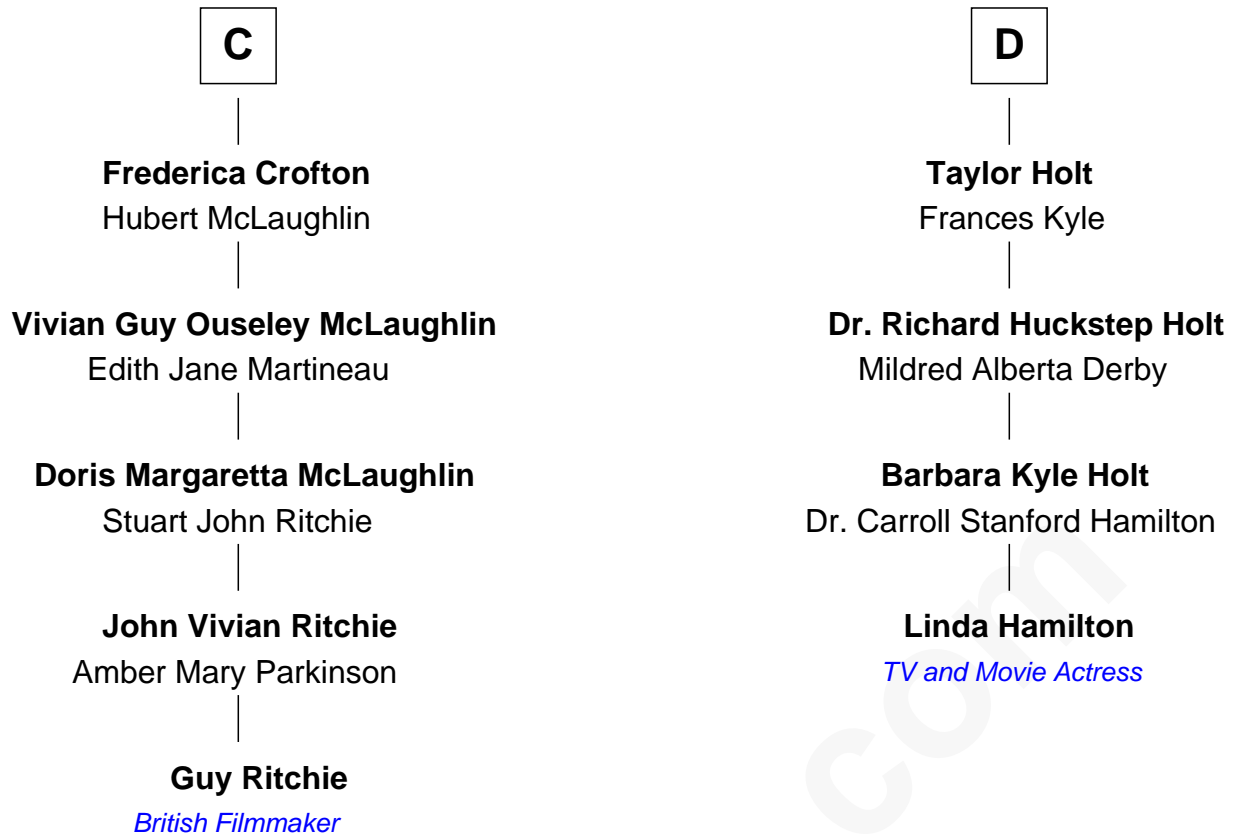 C
Frederica Crofton
Hubert McLaughlin
Vivian Guy Ouseley McLaughlin
Edith Jane Martineau
Doris Margaretta McLaughlin
Stuart John Ritchie
John Vivian Ritchie
Amber Mary Parkinson
Guy Ritchie
British Filmmaker
D
Taylor Holt
Frances Kyle
Dr. Richard Huckstep Holt
Mildred Alberta Derby
Barbara Kyle Holt
Dr. Carroll Stanford Hamilton
Linda Hamilton
TV and Movie Actress
com